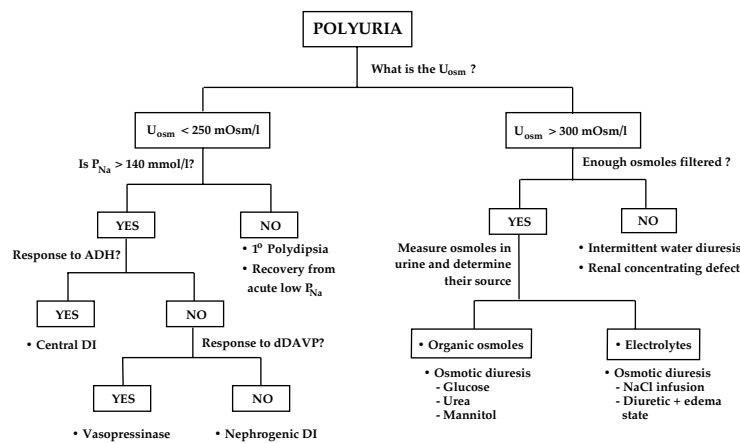 POLYURIA
What is the Uosm ?
Uosm < 250 mOsm/l
Uosm > 300 mOsm/l
Is PNa > 140 mmol/l?
Enough osmoles filtered ?
YES
NO
YES
NO
Response to ADH?
• 1º Polydipsia
• Recovery from
acute low PNa
Measure osmoles in
urine and determine
their source
• Intermittent water diuresis
• Renal concentrating defect
YES
NO
• Central DI
Response to dDAVP?
• Organic osmoles
• Electrolytes
• Osmotic diuresis
- Glucose
- Urea
- Mannitol
• Osmotic diuresis
- NaCl infusion
- Diuretic + edema
state
YES
NO
• Vasopressinase
• Nephrogenic DI